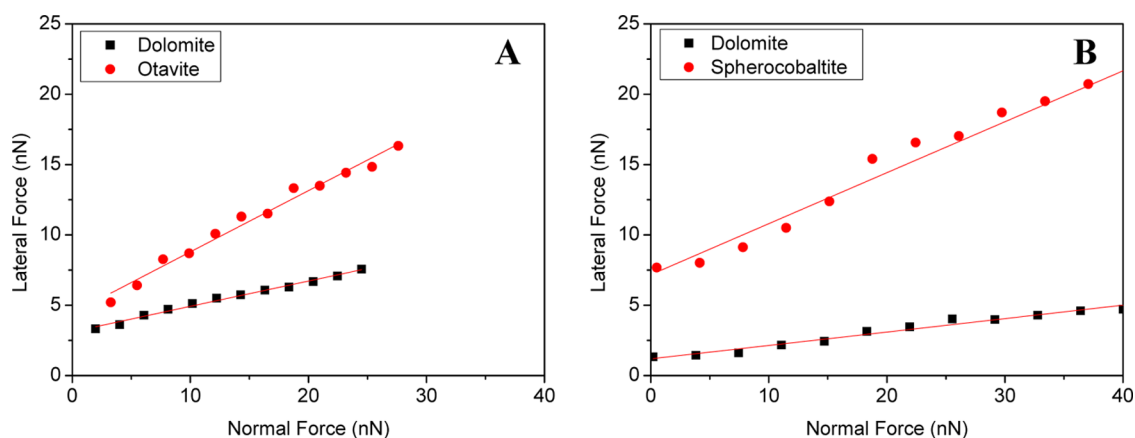 A
Dolomite
Otavite
Lateral Force (nN)
25
20
15
10
5
0
0 10 20 30 40
Normal Force (nN)
B
Dolomite
Spherocobaltite
Lateral Force (nN)
25
20
15
10
5
0
0 10 20 30 40
Normal Force (nN)